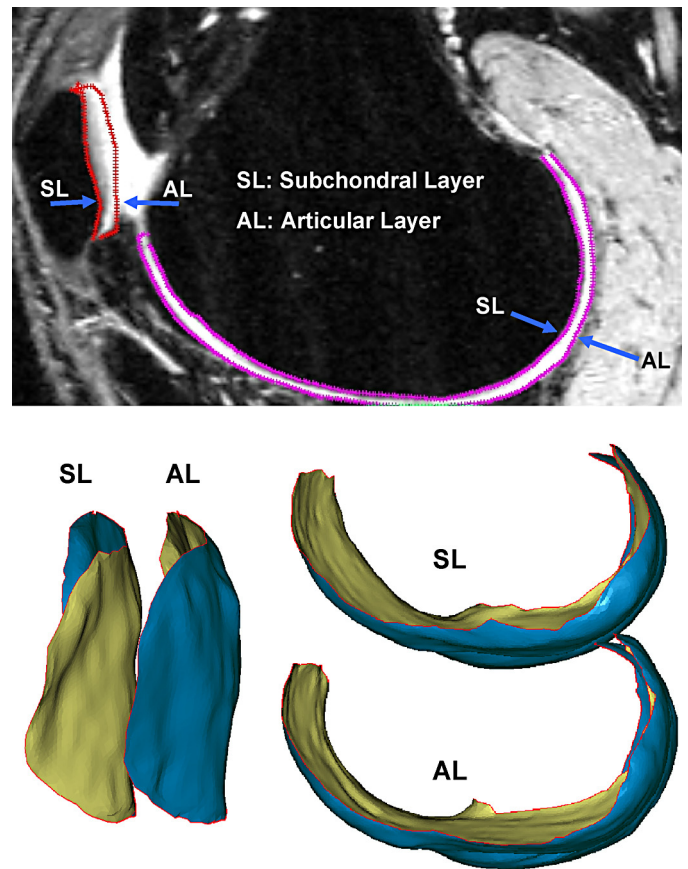 SL: Subchondral Layer
SL AL
AL: Articular Layer
SL
AL
SL AL
SL
AL